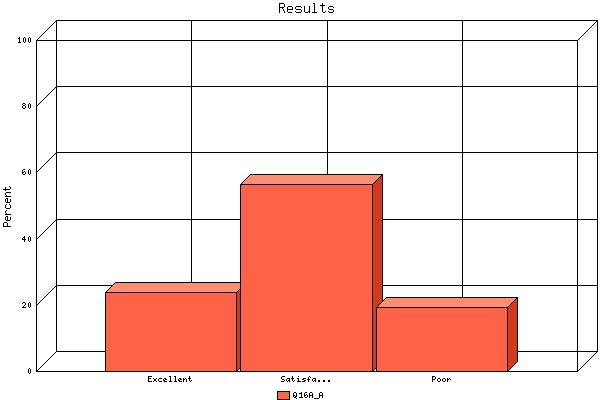 Results
100
80
60
40
20
0
Percent
Excellent Satisfa... Poor
Q16A_A